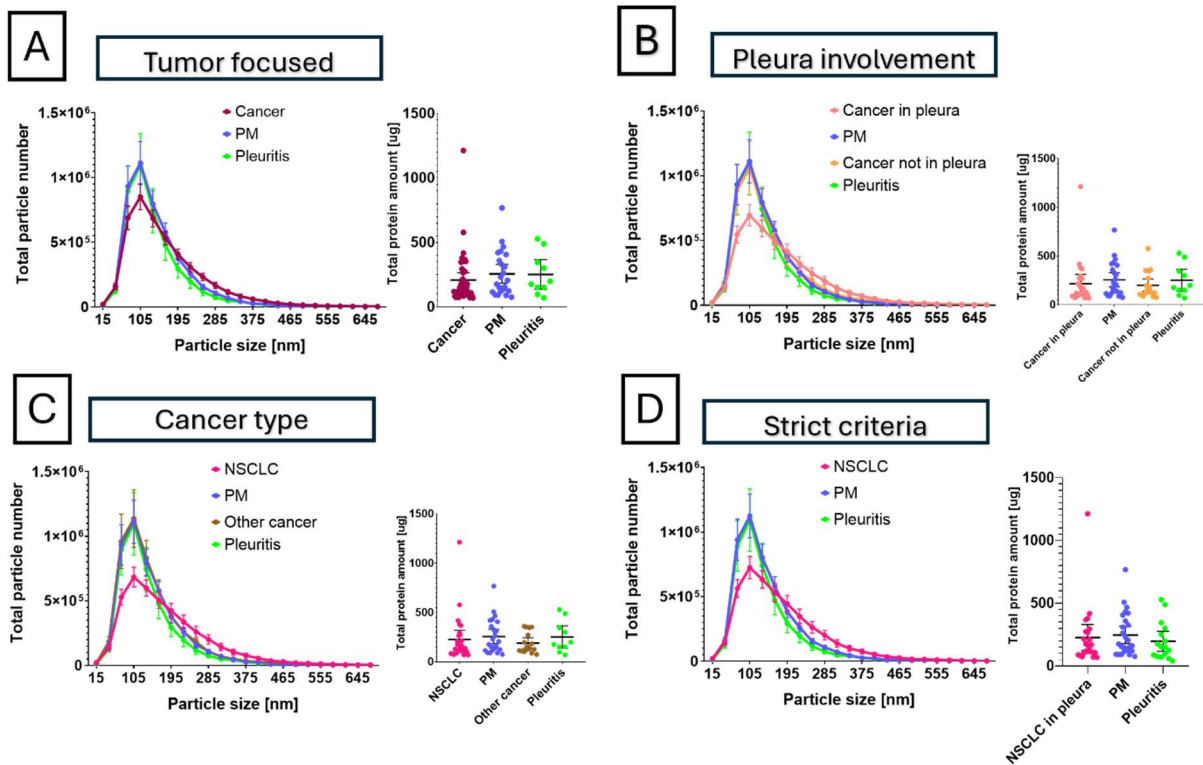 A
Tumor focused
Total particle number
1.5×10⁶
1×10⁶
5×10⁵
0
15 105 195 285 375 465 555 645
Particle size [nm]
Cancer
PM
Pleuritis
Total protein amount [ug]
1500
1000
500
0
Cancer
PM
Pleuritis
B
Pleura involvement
Total particle number
1.5×10⁶
1×10⁶
5×10⁵
0
15 105 195 285 375 465 555 645
Particle size [nm]
Cancer in pleura
PM
Cancer not in pleura
Pleuritis
Total protein amount [ug]
1500
1000
500
0
Cancer in pleura
PM
Cancer not in pleura
Pleuritis
C
Cancer type
Total particle number
1.5×10⁶
1×10⁶
5×10⁵
0
15 105 195 285 375 465 555 645
Particle size [nm]
NSCLC
PM
Other cancer
Pleuritis
Total protein amount [ug]
1500
1000
500
0
NSCLC
PM
Other cancer
Pleuritis
D
Strict criteria
Total particle number
1.5×10⁶
1×10⁶
5×10⁵
0
15 105 195 285 375 465 555 645
Particle size [nm]
NSCLC
PM
Pleuritis
Total protein amount [ug]
1500
1000
500
0
NSCLC in pleura
PM
Pleuritis